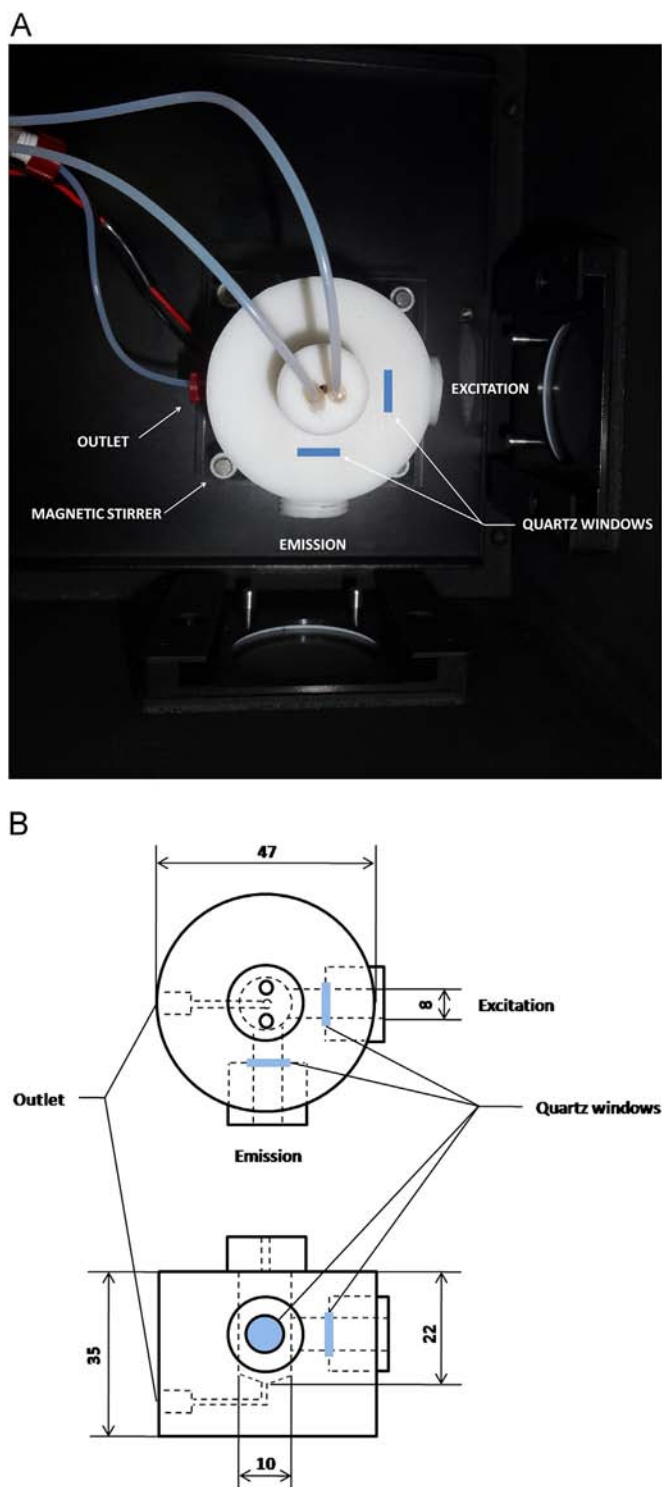 A
EXCITATION
OUTLET
MAGNETIC STIRRER
QUARTZ WINDOWS
EMISSION
B
47
8
Excitation
Outlet
Quartz windows
Emission
35
22
10